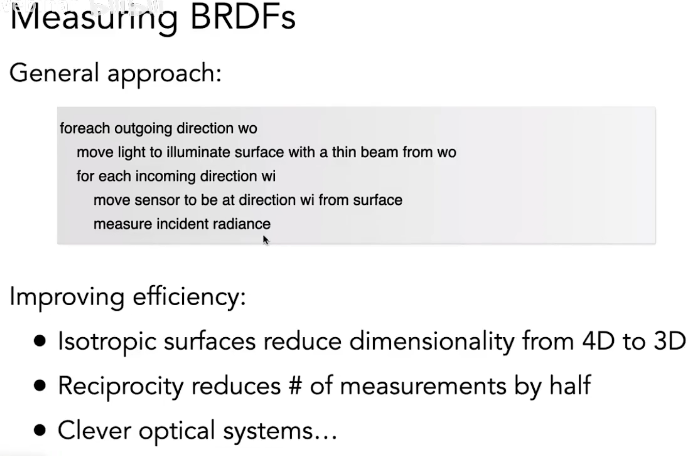 Measuring BRDFs
General approach:
foreach outgoing direction wo
move light to illuminate surface with a thin beam from wo
for each incoming direction wi
move sensor to be at direction wi from surface
measure incident radiance
Improving efficiency:
• Isotropic surfaces reduce dimensionality from 4D to 3D
• Reciprocity reduces # of measurements by half
• Clever optical systems…